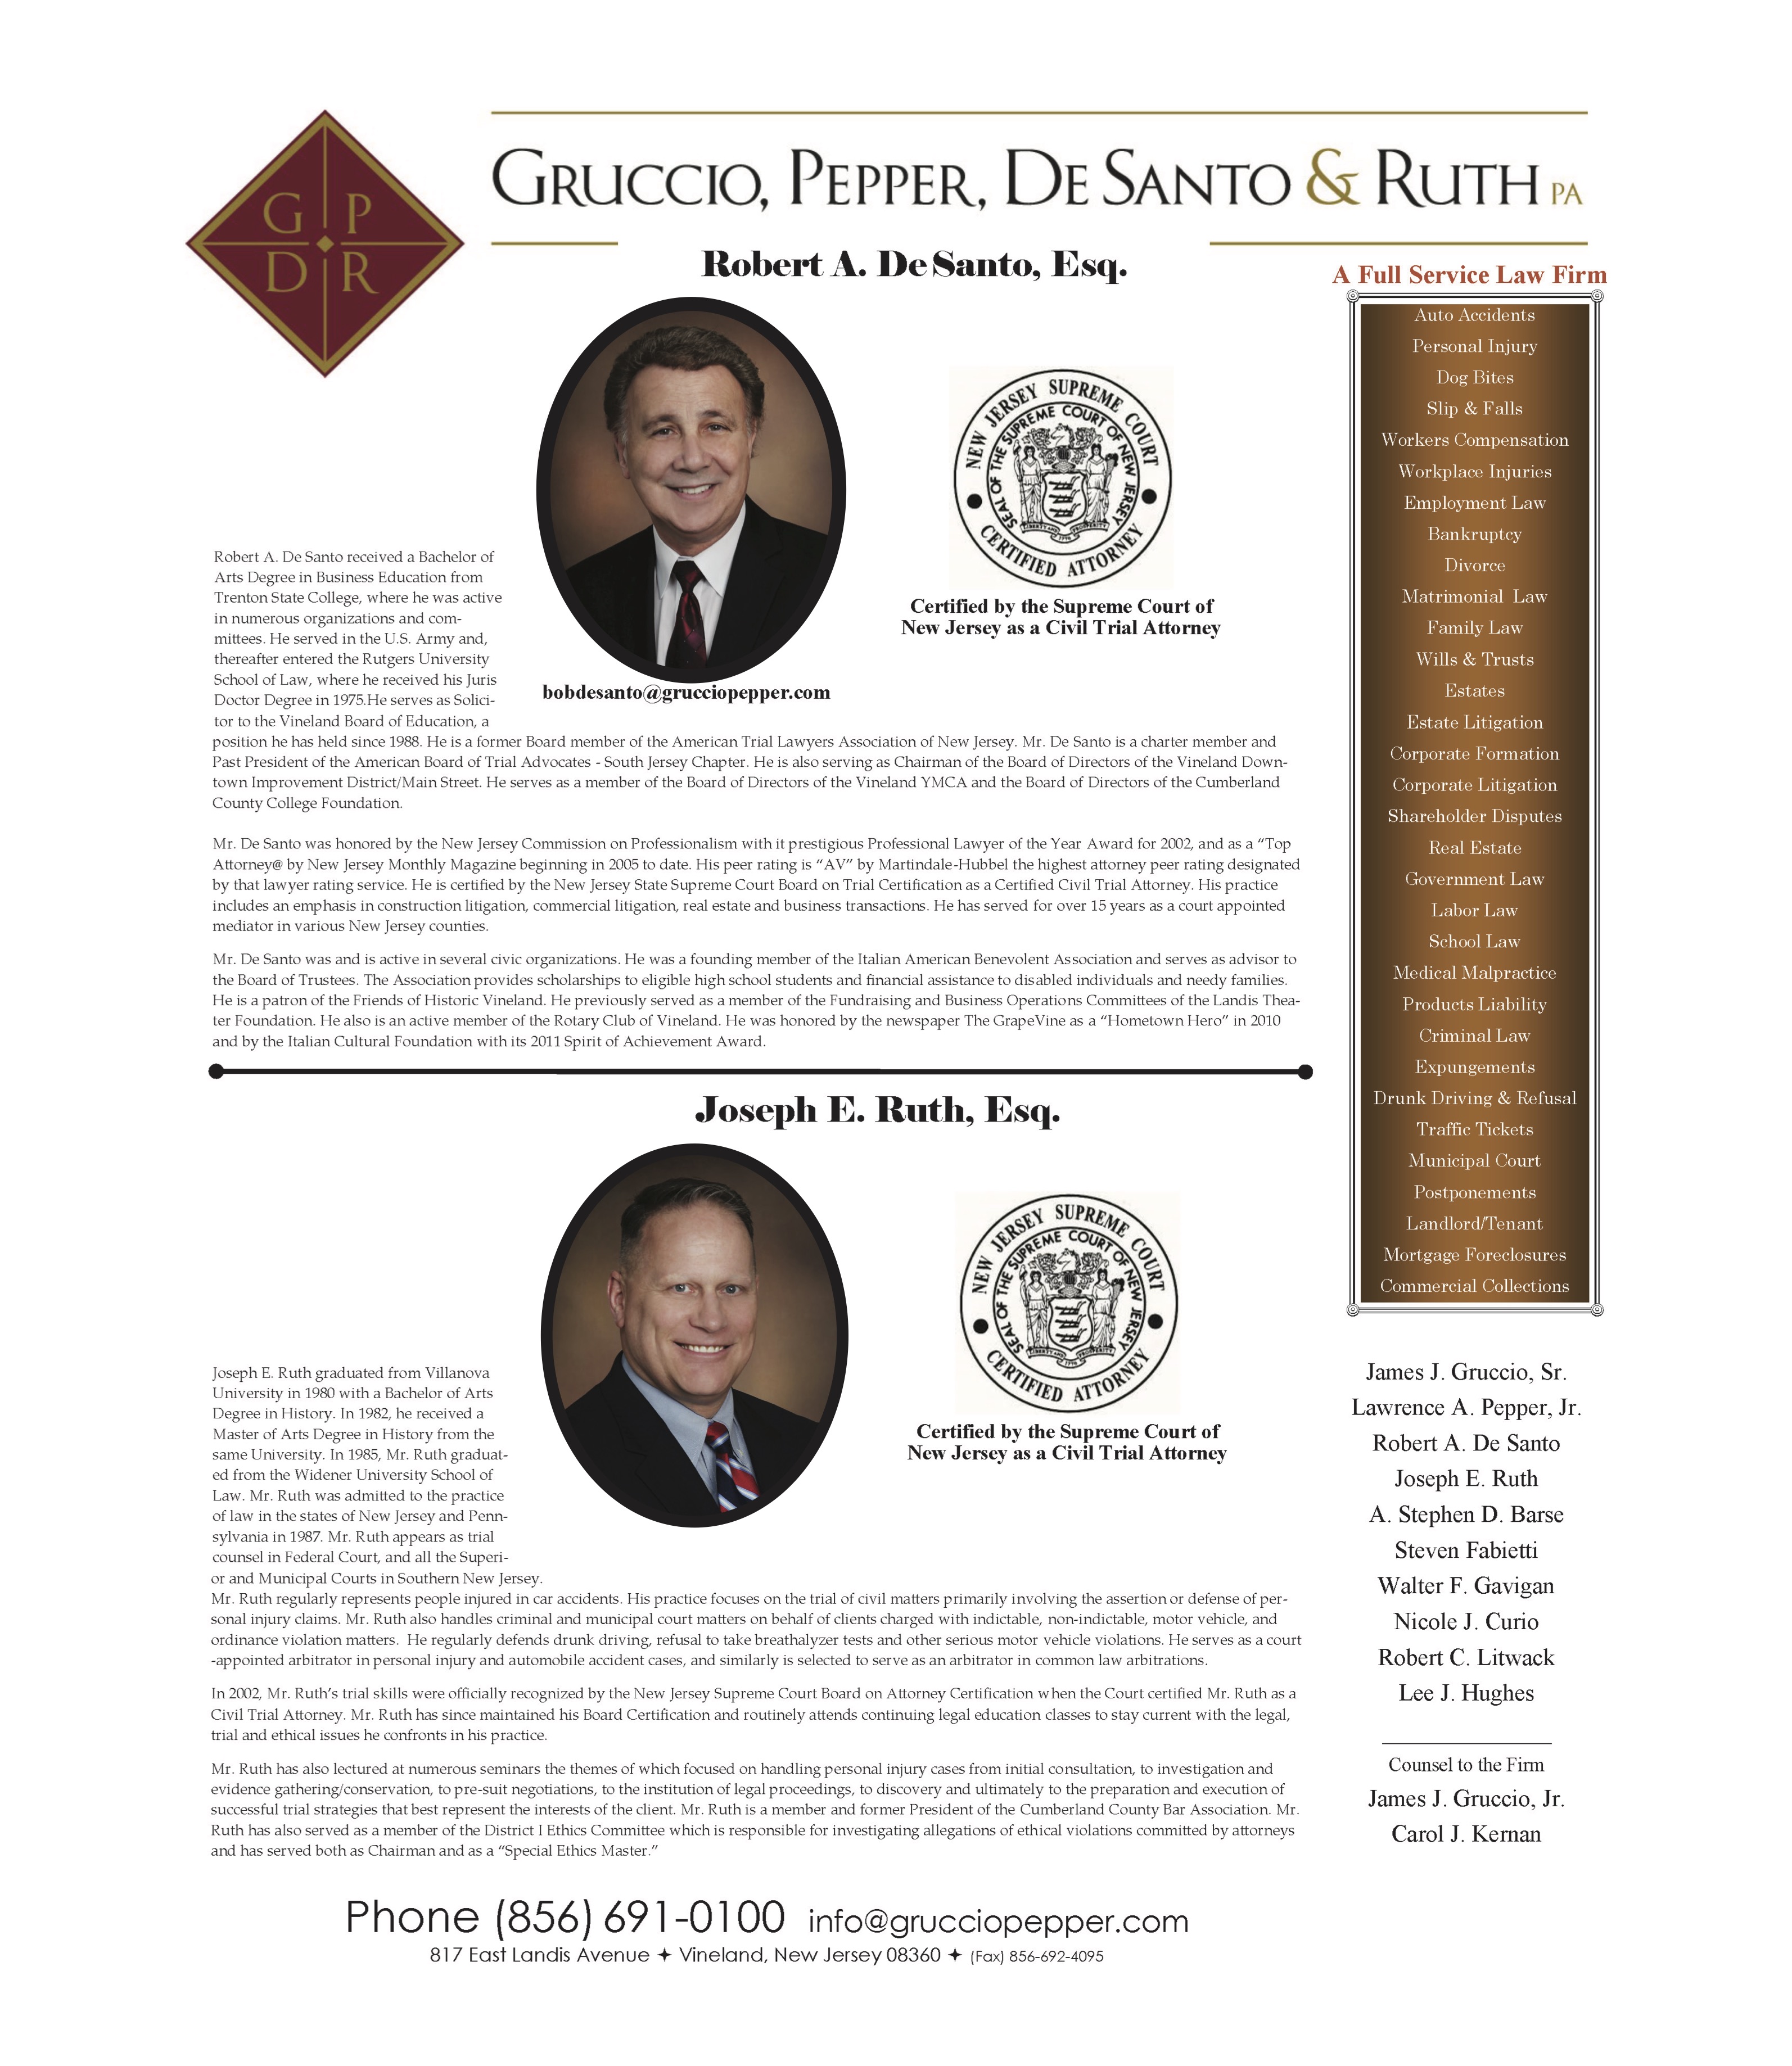 G P
D R
GRUCCIO, PEPPER, DE SANTO & RUTH PA
Robert A. De Santo, Esq.
NEW JERSEY SUPREME COURT
SEAL OF THE SUPREME COURT OF NEW JERSEY
LIBERTY AND PROSPERITY
1776
CERTIFIED ATTORNEY
Certified by the Supreme Court of
New Jersey as a Civil Trial Attorney
bobdesanto@grucciopepper.com
Robert A. De Santo received a Bachelor of
Arts Degree in Business Education from
Trenton State College, where he was active
in numerous organizations and com-
mittees. He served in the U.S. Army and,
thereafter entered the Rutgers University
School of Law, where he received his Juris
Doctor Degree in 1975.He serves as Solici-
tor to the Vineland Board of Education, a
position he has held since 1988. He is a former Board member of the American Trial Lawyers Association of New Jersey. Mr. De Santo is a charter member and
Past President of the American Board of Trial Advocates - South Jersey Chapter. He is also serving as Chairman of the Board of Directors of the Vineland Down-
town Improvement District/Main Street. He serves as a member of the Board of Directors of the Vineland YMCA and the Board of Directors of the Cumberland
County College Foundation.
Mr. De Santo was honored by the New Jersey Commission on Professionalism with it prestigious Professional Lawyer of the Year Award for 2002, and as a “Top
Attorney@ by New Jersey Monthly Magazine beginning in 2005 to date. His peer rating is “AV” by Martindale-Hubbel the highest attorney peer rating designated
by that lawyer rating service. He is certified by the New Jersey State Supreme Court Board on Trial Certification as a Certified Civil Trial Attorney. His practice
includes an emphasis in construction litigation, commercial litigation, real estate and business transactions. He has served for over 15 years as a court appointed
mediator in various New Jersey counties.
Mr. De Santo was and is active in several civic organizations. He was a founding member of the Italian American Benevolent Association and serves as advisor to
the Board of Trustees. The Association provides scholarships to eligible high school students and financial assistance to disabled individuals and needy families.
He is a patron of the Friends of Historic Vineland. He previously served as a member of the Fundraising and Business Operations Committees of the Landis Thea-
ter Foundation. He also is an active member of the Rotary Club of Vineland. He was honored by the newspaper The GrapeVine as a “Hometown Hero” in 2010
and by the Italian Cultural Foundation with its 2011 Spirit of Achievement Award.
Joseph E. Ruth, Esq.
NEW JERSEY SUPREME COURT
SEAL OF THE SUPREME COURT OF NEW JERSEY
LIBERTY AND PROSPERITY
1776
CERTIFIED ATTORNEY
Certified by the Supreme Court of
New Jersey as a Civil Trial Attorney
Joseph E. Ruth graduated from Villanova
University in 1980 with a Bachelor of Arts
Degree in History. In 1982, he received a
Master of Arts Degree in History from the
same University. In 1985, Mr. Ruth graduat-
ed from the Widener University School of
Law. Mr. Ruth was admitted to the practice
of law in the states of New Jersey and Penn-
sylvania in 1987. Mr. Ruth appears as trial
counsel in Federal Court, and all the Superi-
or and Municipal Courts in Southern New Jersey.
Mr. Ruth regularly represents people injured in car accidents. His practice focuses on the trial of civil matters primarily involving the assertion or defense of per-
sonal injury claims. Mr. Ruth also handles criminal and municipal court matters on behalf of clients charged with indictable, non-indictable, motor vehicle, and
ordinance violation matters.  He regularly defends drunk driving, refusal to take breathalyzer tests and other serious motor vehicle violations. He serves as a court
-appointed arbitrator in personal injury and automobile accident cases, and similarly is selected to serve as an arbitrator in common law arbitrations.
In 2002, Mr. Ruth’s trial skills were officially recognized by the New Jersey Supreme Court Board on Attorney Certification when the Court certified Mr. Ruth as a
Civil Trial Attorney. Mr. Ruth has since maintained his Board Certification and routinely attends continuing legal education classes to stay current with the legal,
trial and ethical issues he confronts in his practice.
Mr. Ruth has also lectured at numerous seminars the themes of which focused on handling personal injury cases from initial consultation, to investigation and
evidence gathering/conservation, to pre-suit negotiations, to the institution of legal proceedings, to discovery and ultimately to the preparation and execution of
successful trial strategies that best represent the interests of the client. Mr. Ruth is a member and former President of the Cumberland County Bar Association. Mr.
Ruth has also served as a member of the District I Ethics Committee which is responsible for investigating allegations of ethical violations committed by attorneys
and has served both as Chairman and as a “Special Ethics Master.”
A Full Service Law Firm
Auto Accidents
Personal Injury
Dog Bites
Slip & Falls
Workers Compensation
Workplace Injuries
Employment Law
Bankruptcy
Divorce
Matrimonial  Law
Family Law
Wills & Trusts
Estates
Estate Litigation
Corporate Formation
Corporate Litigation
Shareholder Disputes
Real Estate
Government Law
Labor Law
School Law
Medical Malpractice
Products Liability
Criminal Law
Expungements
Drunk Driving & Refusal
Traffic Tickets
Municipal Court
Postponements
Landlord/Tenant
Mortgage Foreclosures
Commercial Collections
James J. Gruccio, Sr.
Lawrence A. Pepper, Jr.
Robert A. De Santo
Joseph E. Ruth
A. Stephen D. Barse
Steven Fabietti
Walter F. Gavigan
Nicole J. Curio
Robert C. Litwack
Lee J. Hughes
Counsel to the Firm
James J. Gruccio, Jr.
Carol J. Kernan
Phone (856) 691-0100 info@grucciopepper.com
817 East Landis Avenue ✦ Vineland, New Jersey 08360 ✦ (Fax) 856-692-4095